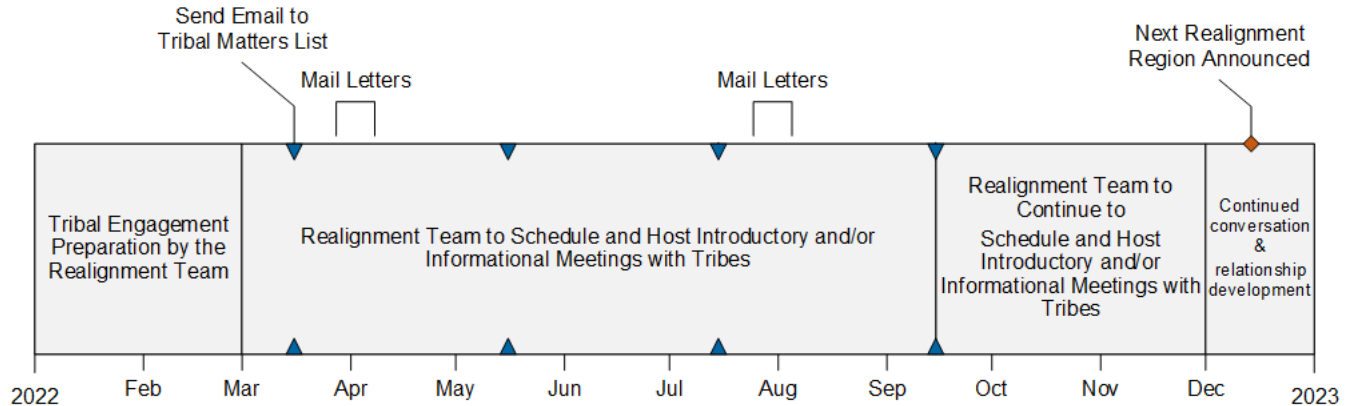 Send Email to
Tribal Matters List
Mail Letters
Mail Letters
Next Realignment
Region Announced
Tribal Engagement
Preparation by the
Realignment Team
Realignment Team to Schedule and Host Introductory and/or
Informational Meetings with Tribes
Realignment Team to
Continue to
Schedule and Host
Introductory and/or
Informational Meetings with
Tribes
Continued
conversation
&
relationship
development
2022
Feb
Mar
Apr
May
Jun
Jul
Aug
Sep
Oct
Nov
Dec
2023